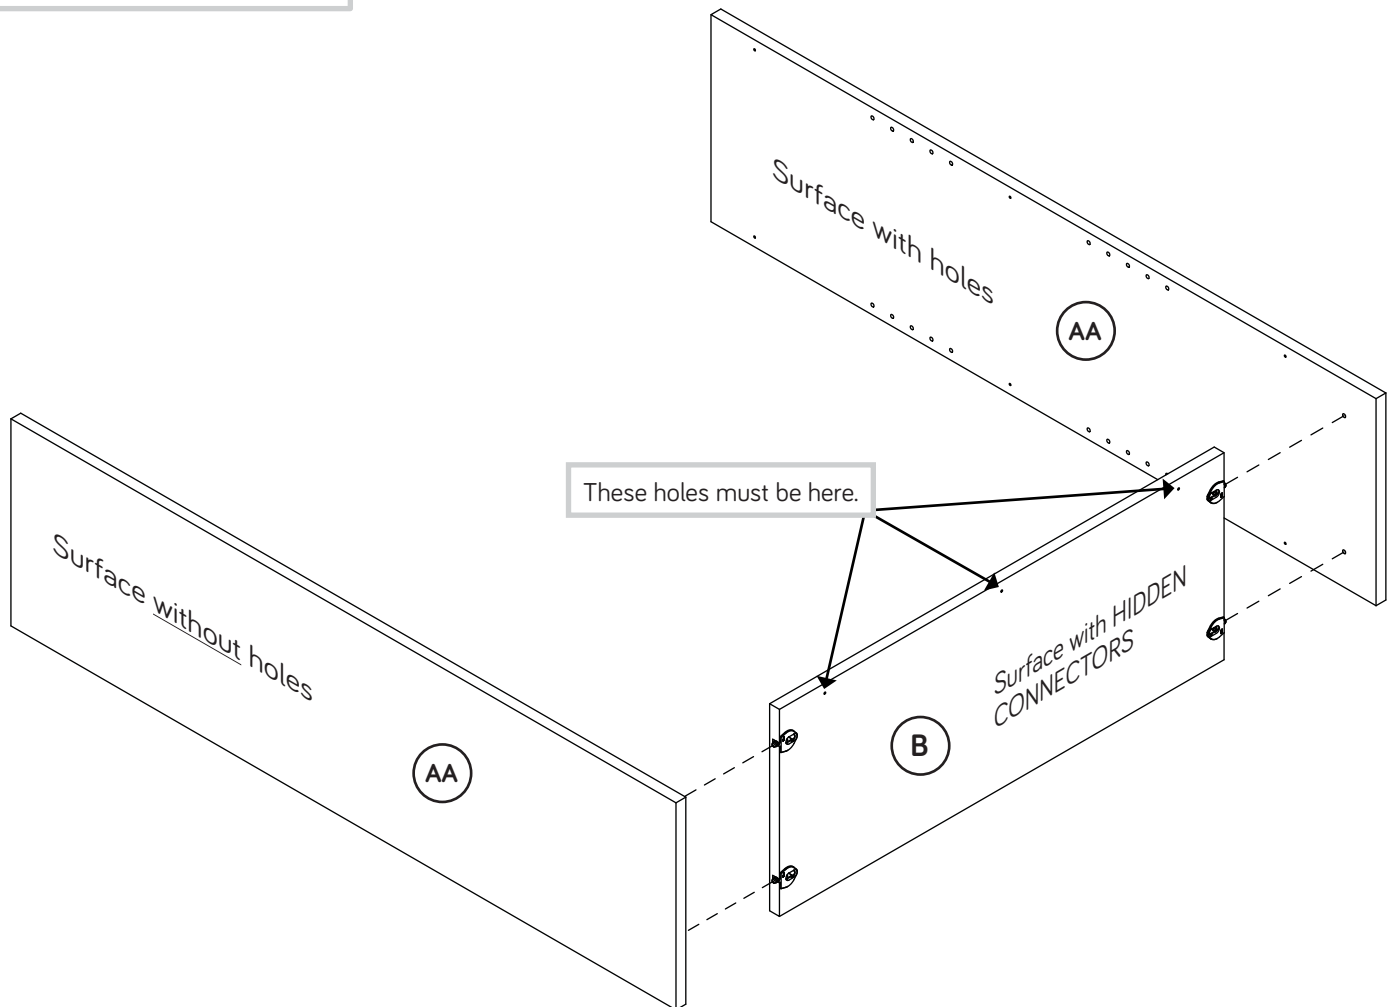 Surface with holes
AA
These holes must be here.
Surface without holes
Surface with HIDDEN
CONNECTORS
B
AA